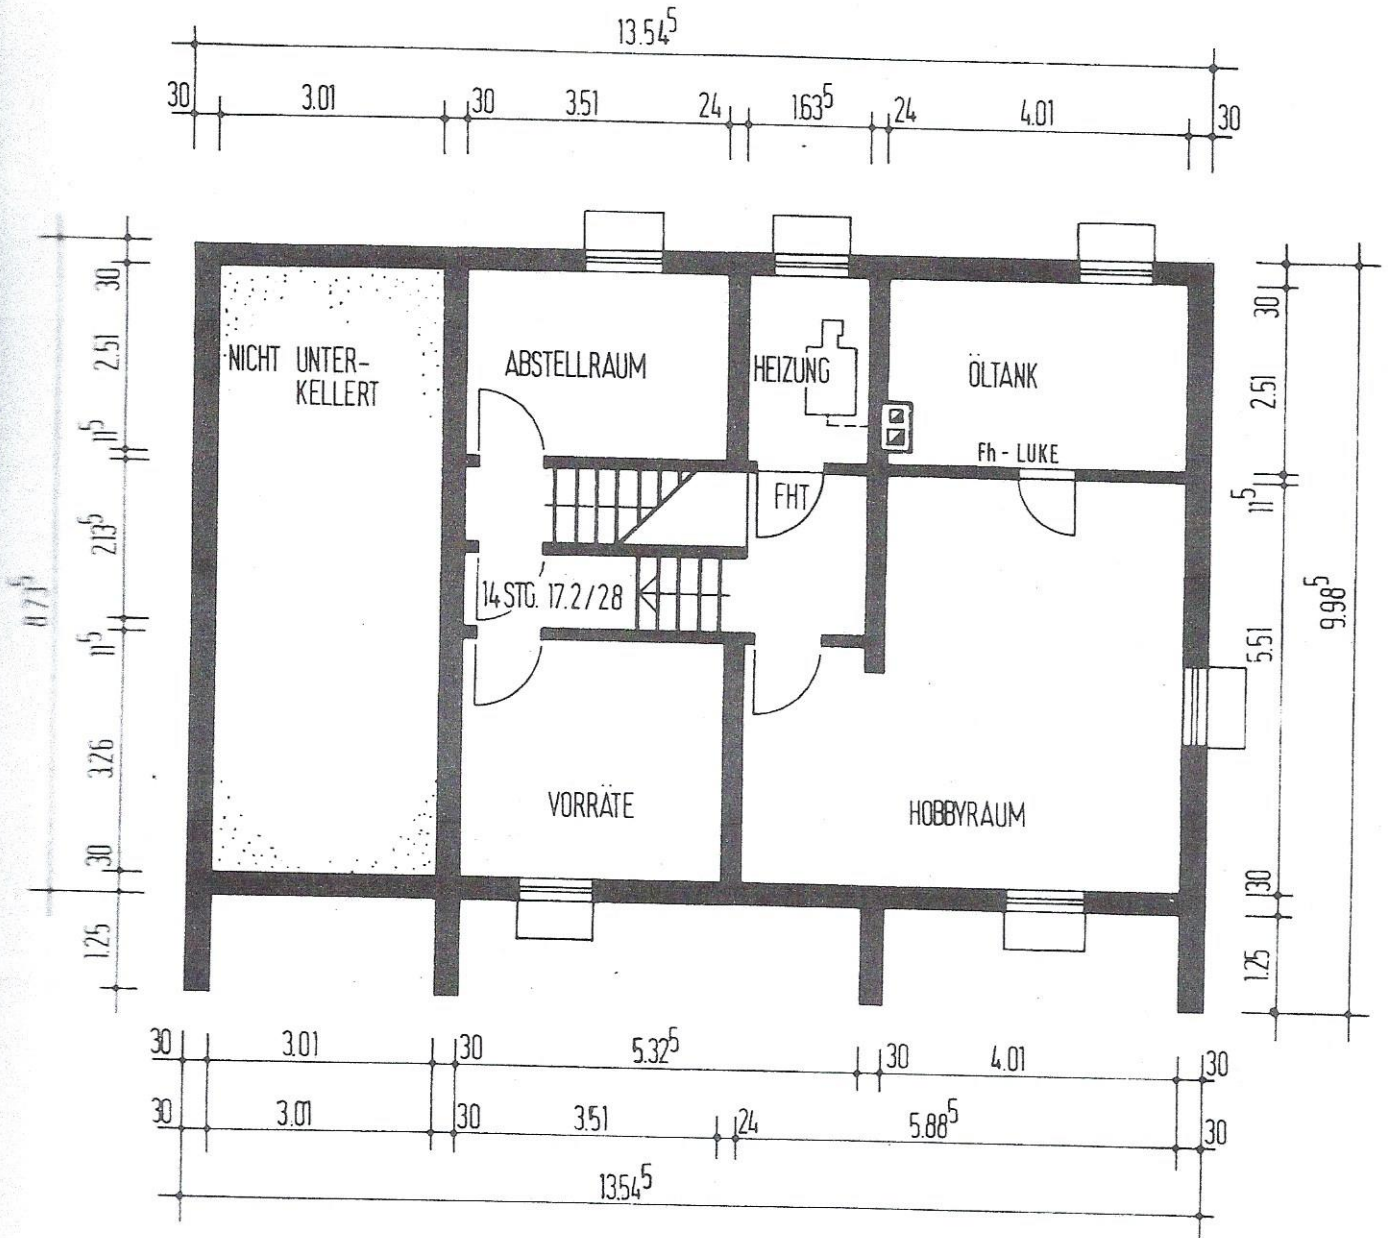 13.54⁵
30 3.01 30 3.51 24 1.63⁵ 24 4.01 30
30
2.51
11⁵
2.13⁵
11⁵
3.26
30
1.25
NICHT UNTER-
KELLERT
ABSTELLRAUM
HEIZUNG
ÖLTANK
Fh - LUKE
FHT
14 STG. 17.2 / 28
VORRÄTE
HOBBYRAUM
30
2.51
11⁵
5.51
30
1.25
9.98⁵
30 3.01 30 5.32⁵ 30 4.01 30
30 3.01 30 3.51 24 5.88⁵ 30
13.54⁵